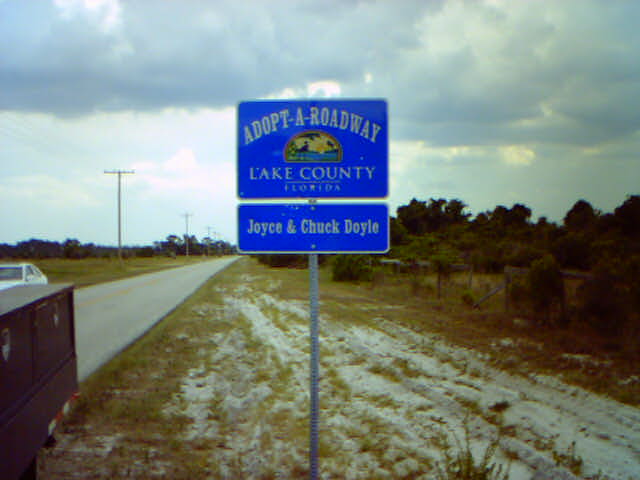 ADOPT-A-ROADWAY
LAKE COUNTY
FLORIDA
Joyce & Chuck Doyle